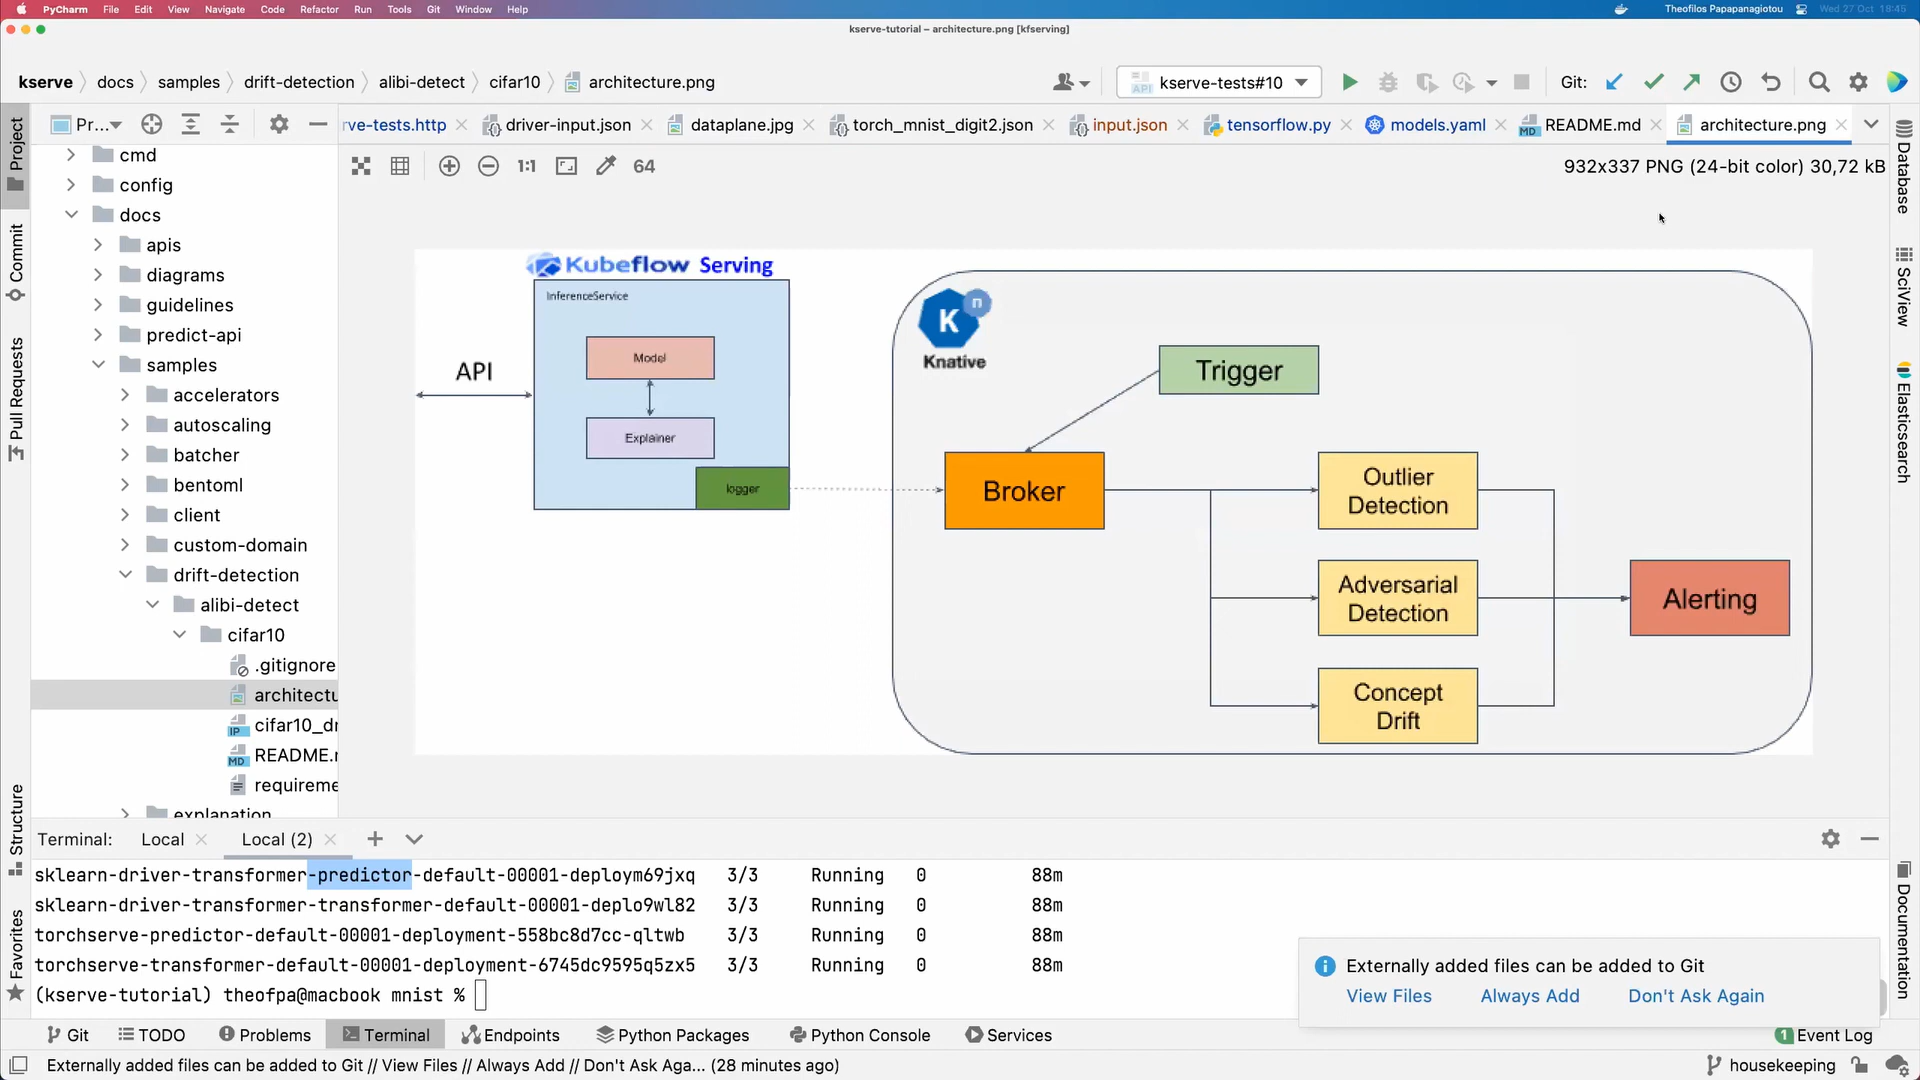 PyCharm File Edit View Navigate Code Refactor Run Tools Git Window Help Theofilos Papapanagiotou Wed 27 Oct 18:45
kserve-tutorial – architecture.png [kfserving]
kserve docs samples drift-detection alibi-detect cifar10 architecture.png kserve-tests#10 Git:
API
Pr... rve-tests.http driver-input.json dataplane.jpg torch_mnist_digit2.json input.json tensorflow.py models.yaml README.md architecture.png
64 932x337 PNG (24-bit color) 30,72 kB
Project
Commit
Pull Requests
Structure
Favorites
cmd
config
docs
apis
diagrams
guidelines
predict-api
samples
accelerators
autoscaling
batcher
bentoml
client
custom-domain
drift-detection
alibi-detect
cifar10
.gitignore
architectu
cifar10_dr
README.m
requireme
explanation
Kubeflow Serving
InferenceService
Model
Explainer
logger
API
K
n
Knative
Trigger
Broker
Outlier
Detection
Adversarial
Detection
Concept
Drift
Alerting
Database
SciView
Elasticsearch
Documentation
Terminal: Local Local (2)
sklearn-driver-transformer-predictor-default-00001-deploym69jxq 3/3 Running 0 88m
sklearn-driver-transformer-transformer-default-00001-deplo9wl82 3/3 Running 0 88m
torchserve-predictor-default-00001-deployment-558bc8d7cc-qltwb 3/3 Running 0 88m
torchserve-transformer-default-00001-deployment-6745dc9595q5zx5 3/3 Running 0 88m
(kserve-tutorial) theofpa@macbook mnist %
Externally added files can be added to Git
View Files Always Add Don't Ask Again
Git TODO Problems Terminal Endpoints Python Packages Python Console Services 1 Event Log
Externally added files can be added to Git // View Files // Always Add // Don't Ask Aga... (28 minutes ago) housekeeping